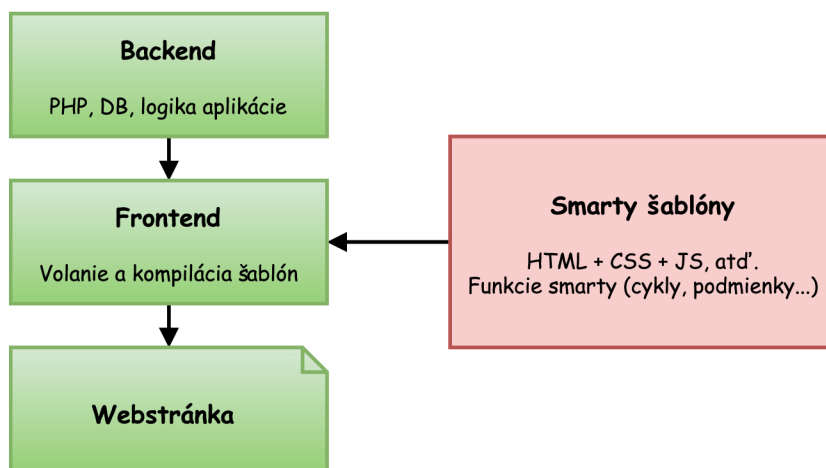 Backend
PHP, DB, logika aplikácie
Frontend
Volanie a kompilácia šablón
Smarty šablóny
HTML + CSS + JS, atď.
Funkcie smarty (cykly, podmienky...)
Webstránka